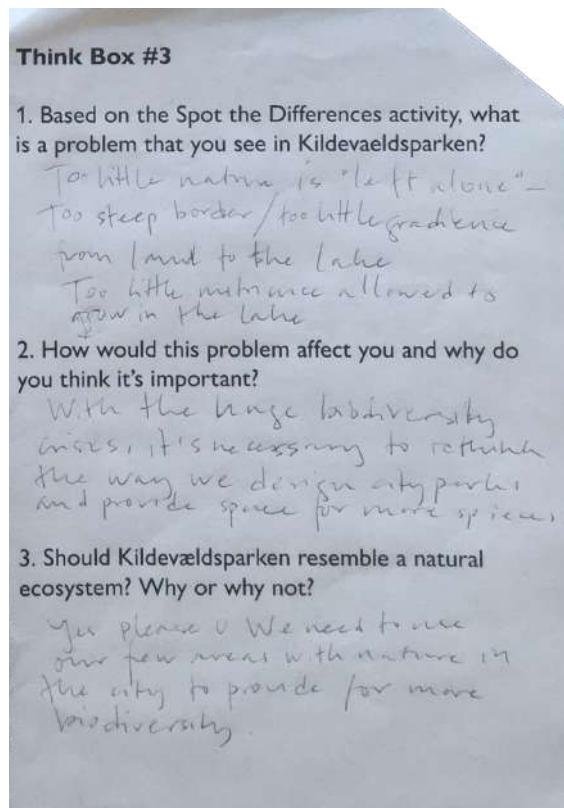 Think Box #3
1. Based on the Spot the Differences activity, what
is a problem that you see in Kildevaeldsparken?
Too little nature is "left alone" –
Too steep border/too little gradience
from land to the lake
Too little allowed to
grow in the lake
2. How would this problem affect you and why do
you think it's important?
With the huge biodiversity
crises, it's necessary to rethink
the way we design city parks
and provide space for more species
3. Should Kildevældsparken resemble a natural
ecosystem? Why or why not?
Yes please We need to use
our few areas with nature in
the city to provide for more
biodiversity.